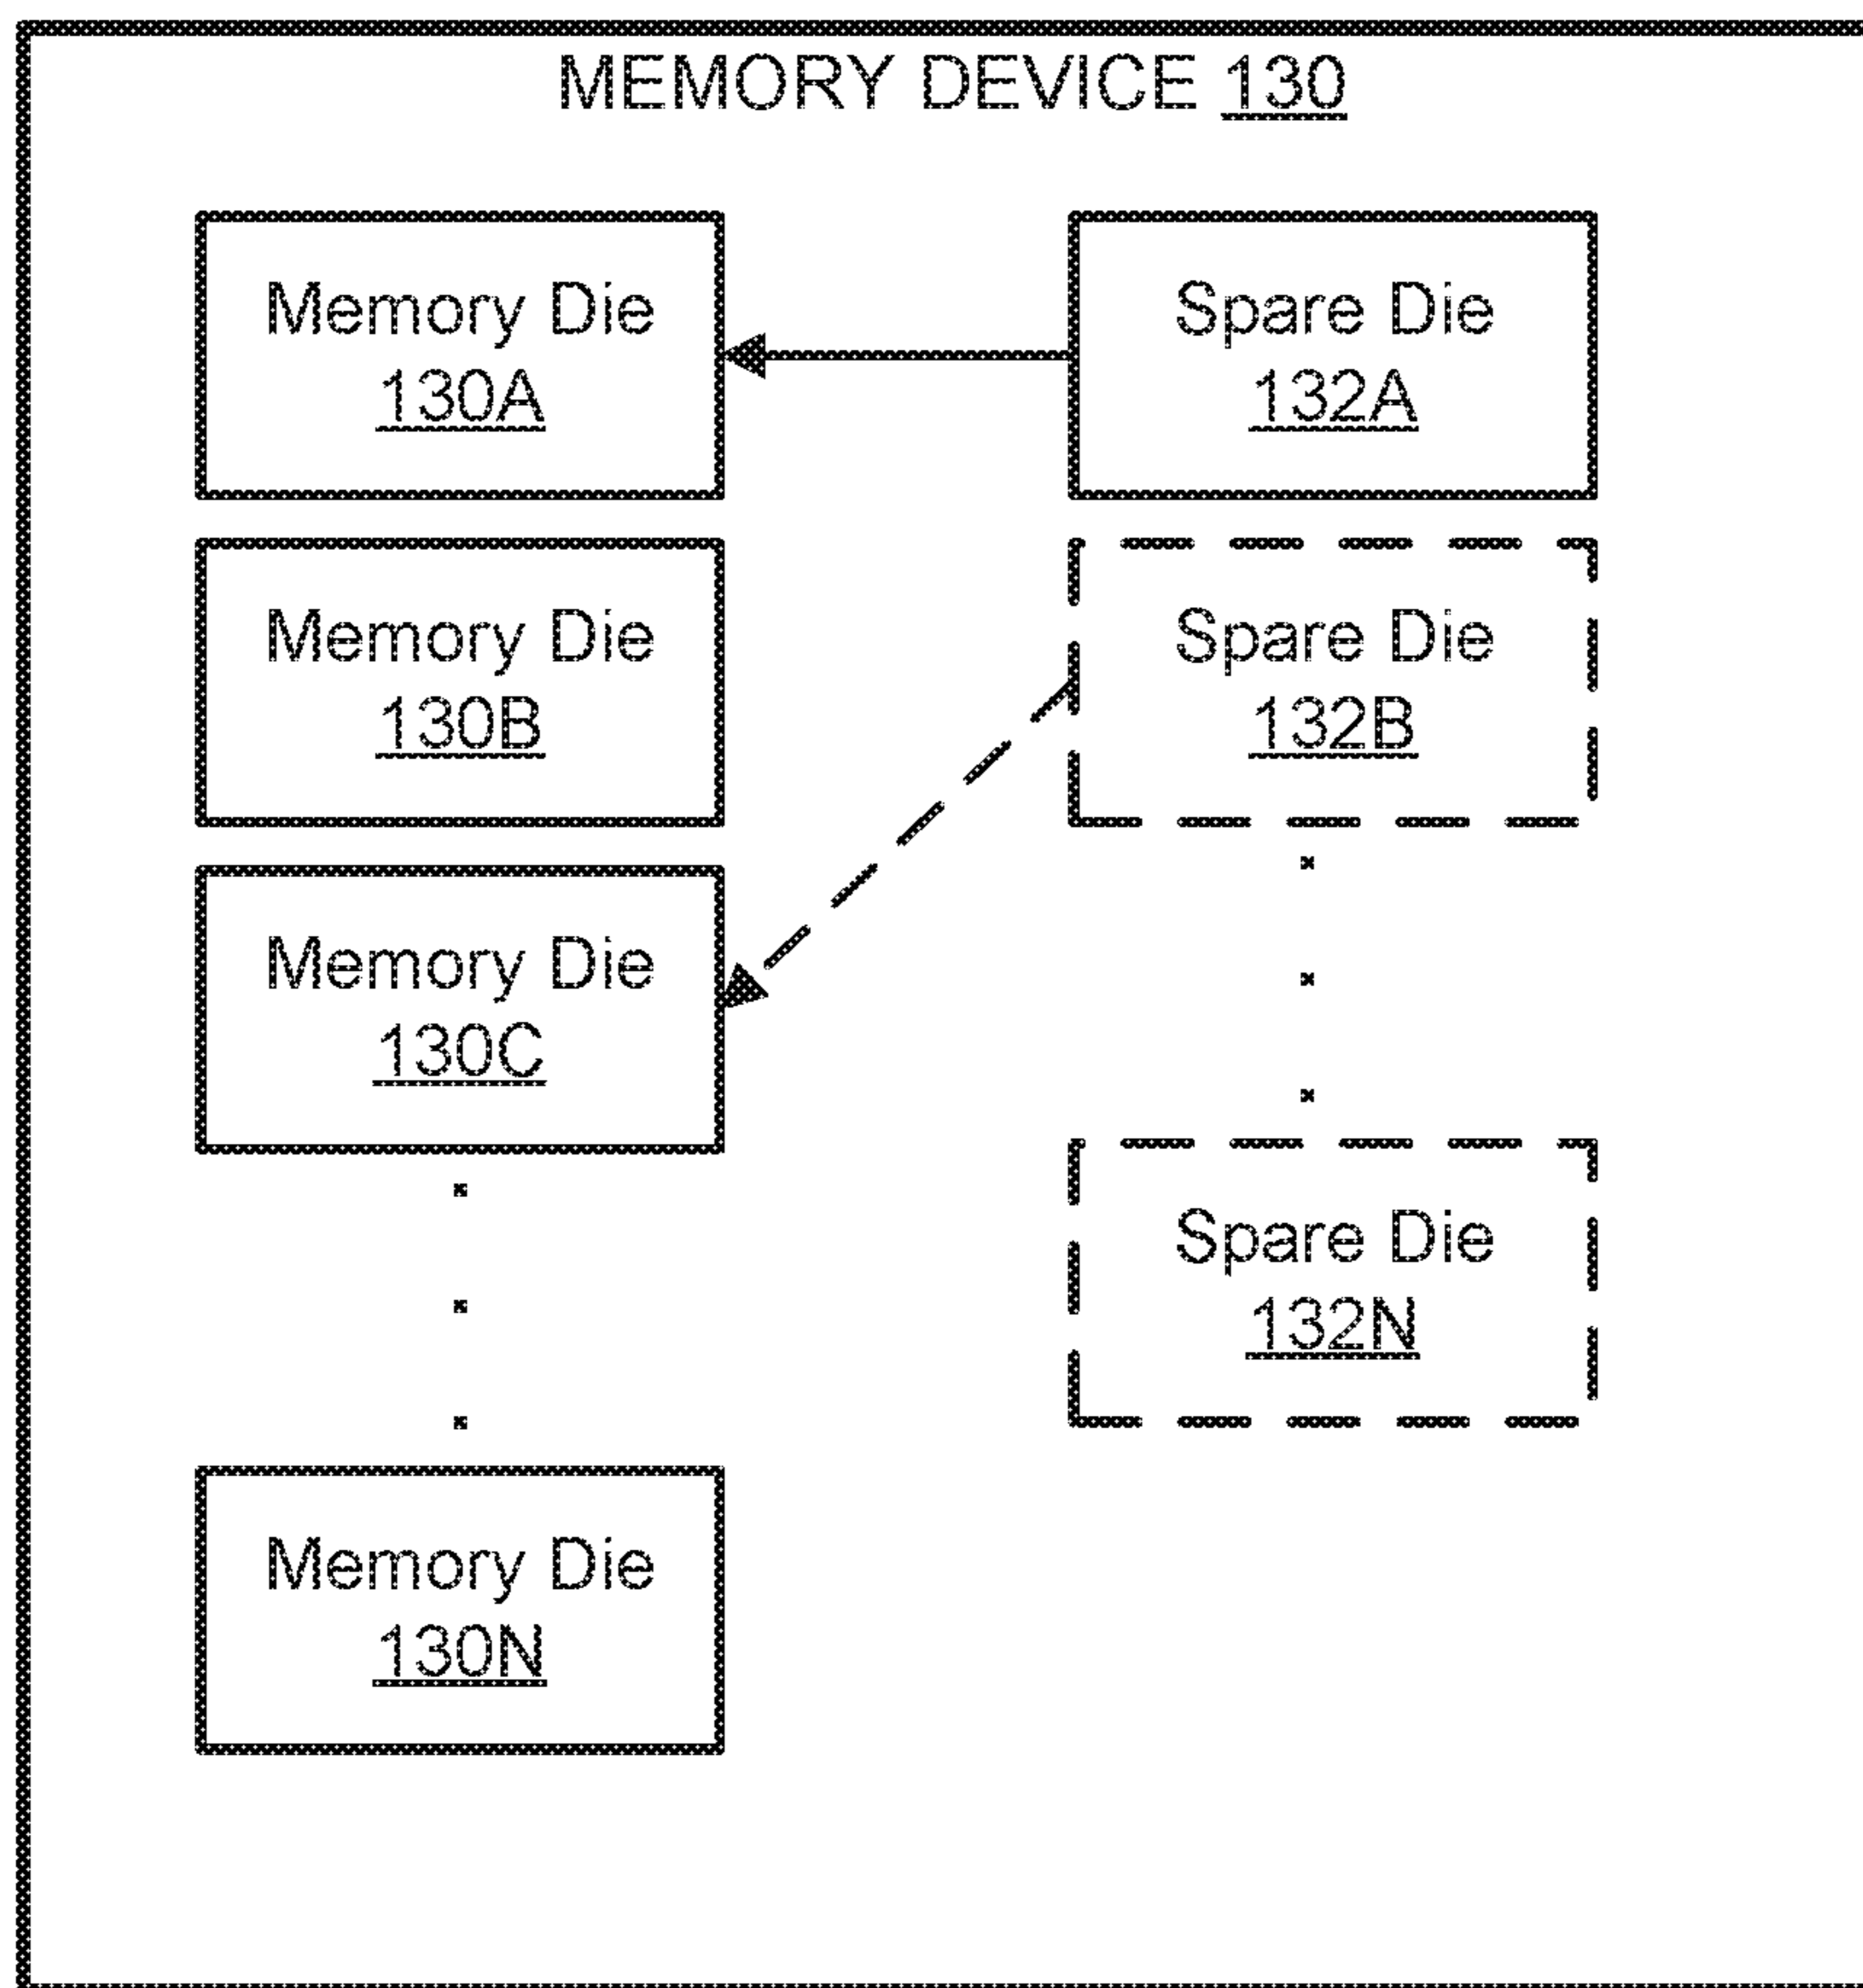 MEMORY DEVICE 130
Memory Die
130A
Spare Die
132A
Memory Die
130B
Spare Die
132B
Memory Die
130C
Spare Die
132N
Memory Die
130N